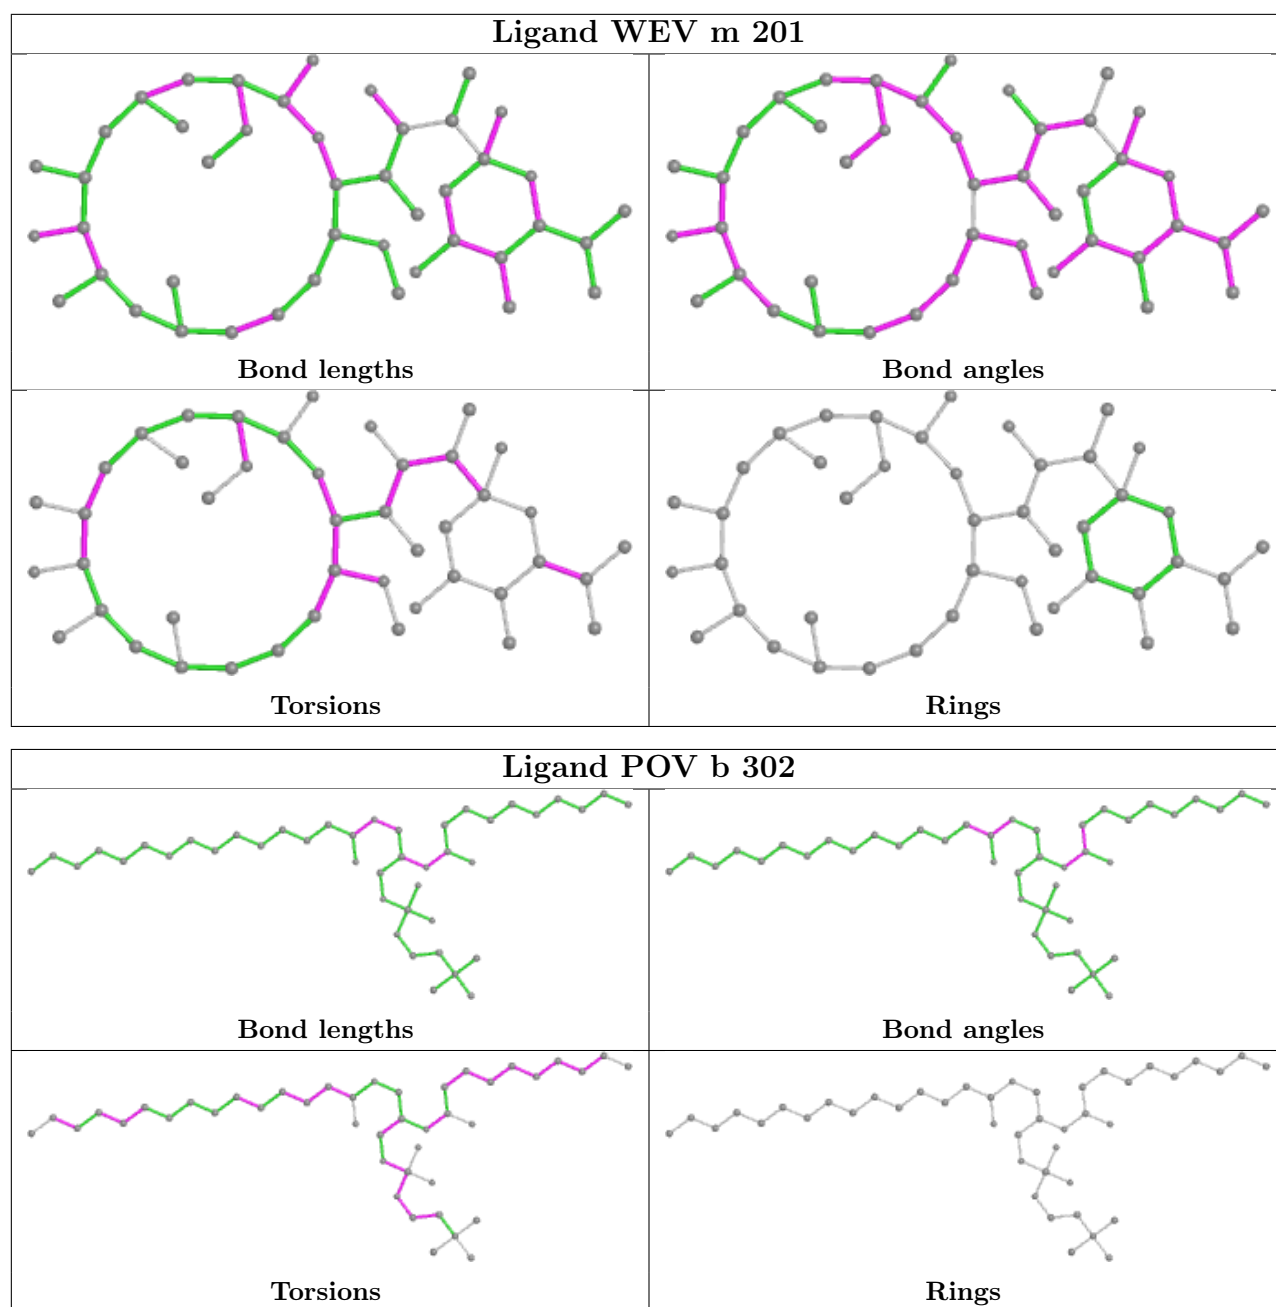 Ligand WEV m 201
Bond lengths
Bond angles
Torsions
Rings
Ligand POV b 302
Bond lengths
Bond angles
Torsions
Rings